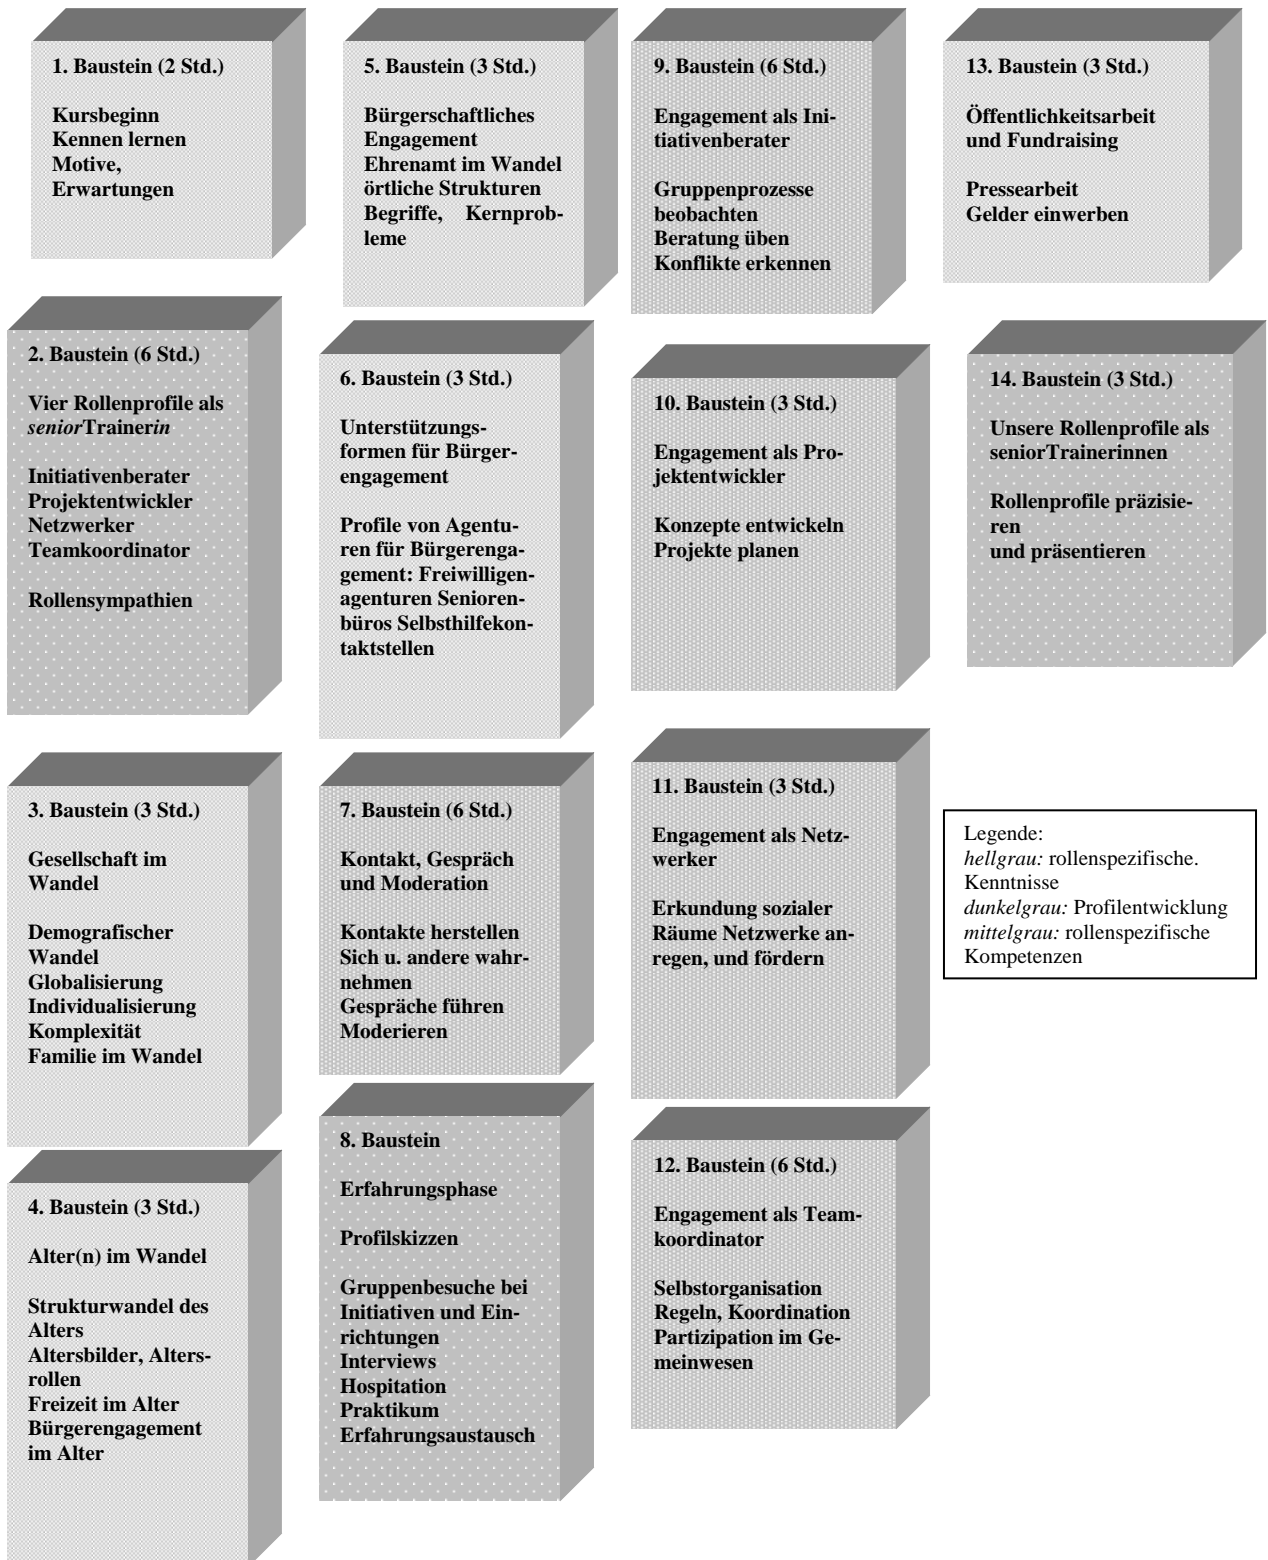 1. Baustein (2 Std.)
Kursbeginn
Kennen lernen
Motive,
Erwartungen
2. Baustein (6 Std.)
Vier Rollenprofile als
seniorTrainerin
Initiativenberater
Projektentwickler
Netzwerker
Teamkoordinator
Rollensympathien
3. Baustein (3 Std.)
Gesellschaft im
Wandel
Demografischer
Wandel
Globalisierung
Individualisierung
Komplexität
Familie im Wandel
4. Baustein (3 Std.)
Alter(n) im Wandel
Strukturwandel des
Alters
Altersbilder, Alters-
rollen
Freizeit im Alter
Bürgerengagement
im Alter
5. Baustein (3 Std.)
Bürgerschaftliches
Engagement
Ehrenamt im Wandel
örtliche Strukturen
Begriffe, Kernprob-
leme
6. Baustein (3 Std.)
Unterstützungs-
formen für Bürger-
engagement
Profile von Agentu-
ren für Bürgerenga-
gement: Freiwilligen-
agenturen Senioren-
büros Selbsthilfekon-
taktstellen
7. Baustein (6 Std.)
Kontakt, Gespräch
und Moderation
Kontakte herstellen
Sich u. andere wahr-
nehmen
Gespräche führen
Moderieren
8. Baustein
Erfahrungsphase
Profilskizzen
Gruppenbesuche bei
Initiativen und Ein-
richtungen
Interviews
Hospitation
Praktikum
Erfahrungsaustausch
9. Baustein (6 Std.)
Engagement als Ini-
tiativenberater
Gruppenprozesse
beobachten
Beratung üben
Konflikte erkennen
10. Baustein (3 Std.)
Engagement als Pro-
jektentwickler
Konzepte entwickeln
Projekte planen
11. Baustein (3 Std.)
Engagement als Netz-
werker
Erkundung sozialer
Räume Netzwerke an-
regen, und fördern
12. Baustein (6 Std.)
Engagement als Team-
koordinator
Selbstorganisation
Regeln, Koordination
Partizipation im Ge-
meinwesen
13. Baustein (3 Std.)
Öffentlichkeitsarbeit
und Fundraising
Pressearbeit
Gelder einwerben
14. Baustein (3 Std.)
Unsere Rollenprofile als
seniorTrainerinnen
Rollenprofile präzisie-
ren
und präsentieren
Legende:
hellgrau: rollenspezifische.
Kenntnisse
dunkelgrau: Profilentwicklung
mittelgrau: rollenspezifische
Kompetenzen